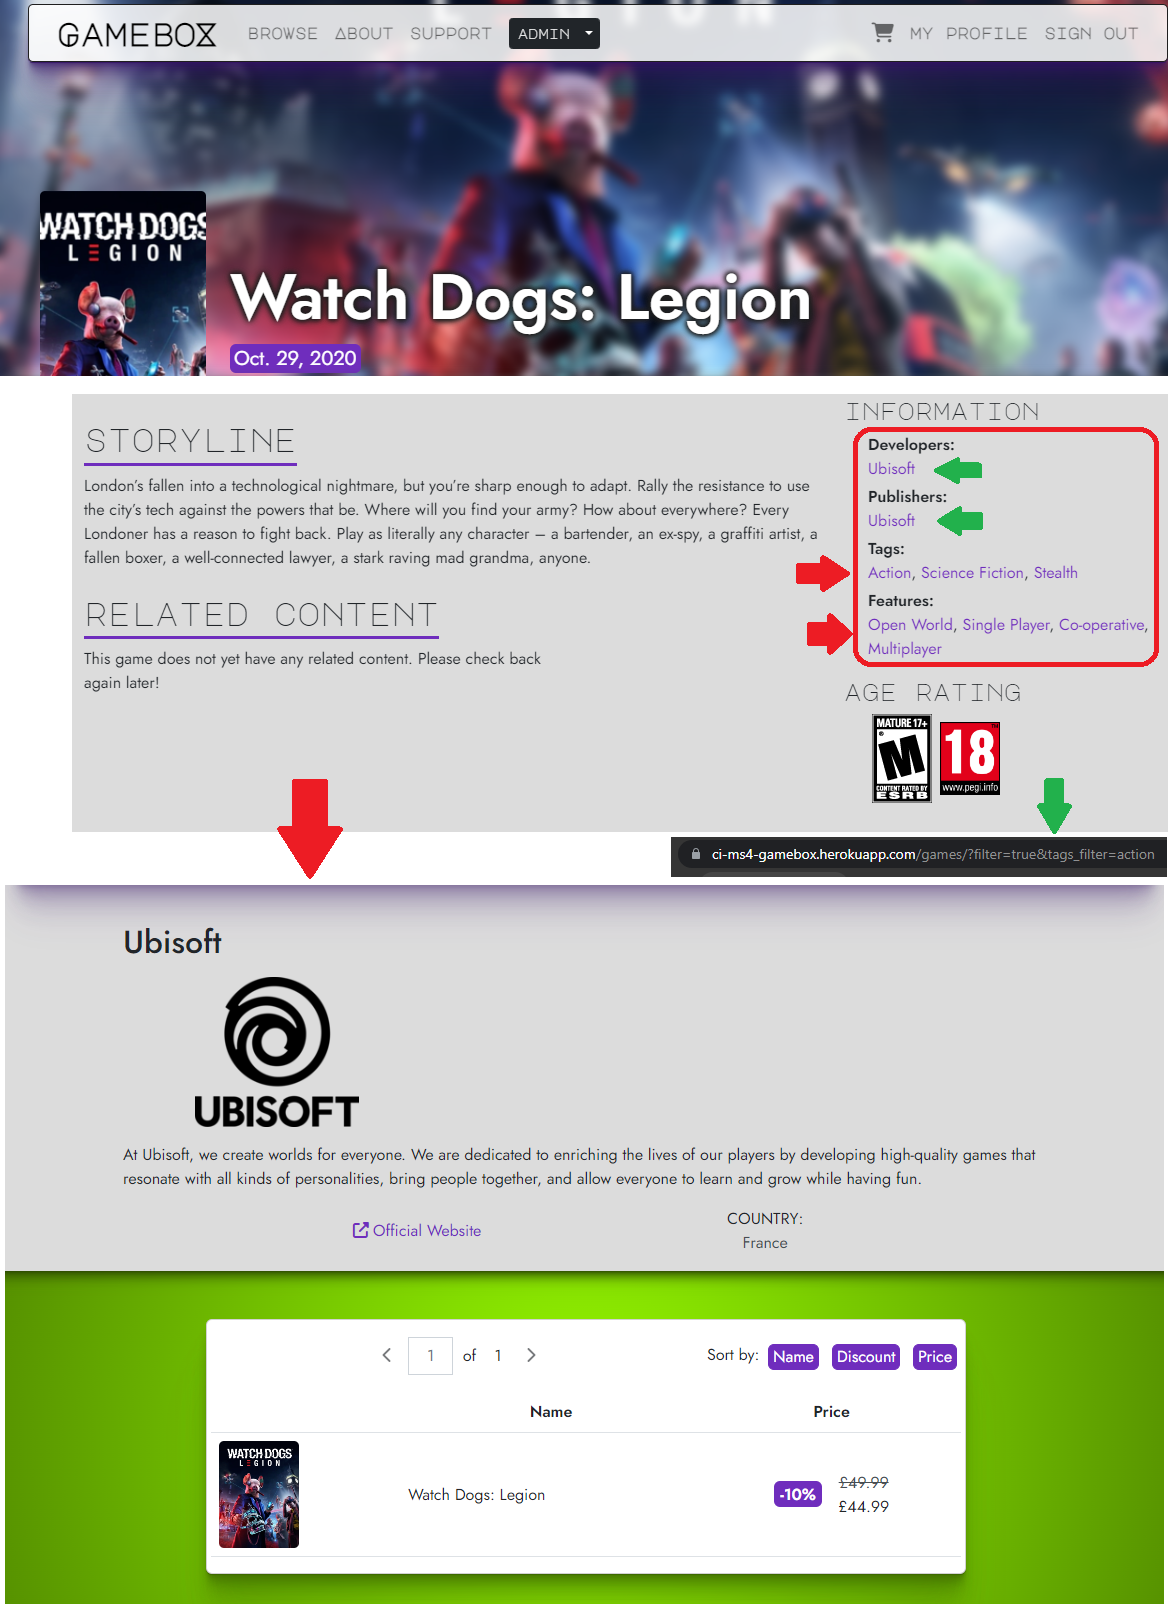 LEGION
GAMEBOX
BROWSE ABOUT SUPPORT ADMIN
MY PROFILE SIGN OUT
WATCH DOGS
LEGION
Watch Dogs: Legion
Oct. 29, 2020
STORYLINE
London's fallen into a technological nightmare, but you're sharp enough to adapt. Rally the resistance to use
the city's tech against the powers that be. Where will you find your army? How about everywhere? Every
Londoner has a reason to fight back. Play as literally any character – a bartender, an ex-spy, a graffiti artist, a
fallen boxer, a well-connected lawyer, a stark raving mad grandma, anyone.
RELATED CONTENT
This game does not yet have any related content. Please check back
again later!
INFORMATION
Developers:
Ubisoft
Publishers:
Ubisoft
Tags:
Action, Science Fiction, Stealth
Features:
Open World, Single Player, Co-operative,
Multiplayer
AGE RATING
MATURE 17+
M
CONTENT RATED BY
ESRB
18
www.pegi.info
ci-ms4-gamebox.herokuapp.com/games/?filter=true&tags_filter=action
Ubisoft
UBISOFT
At Ubisoft, we create worlds for everyone. We are dedicated to enriching the lives of our players by developing high-quality games that
resonate with all kinds of personalities, bring people together, and allow everyone to learn and grow while having fun.
Official Website
COUNTRY:
France
1 of 1
Sort by: Name Discount Price
Name Price
WATCH DOGS
LEGION
Watch Dogs: Legion
-10%
£49.99
£44.99